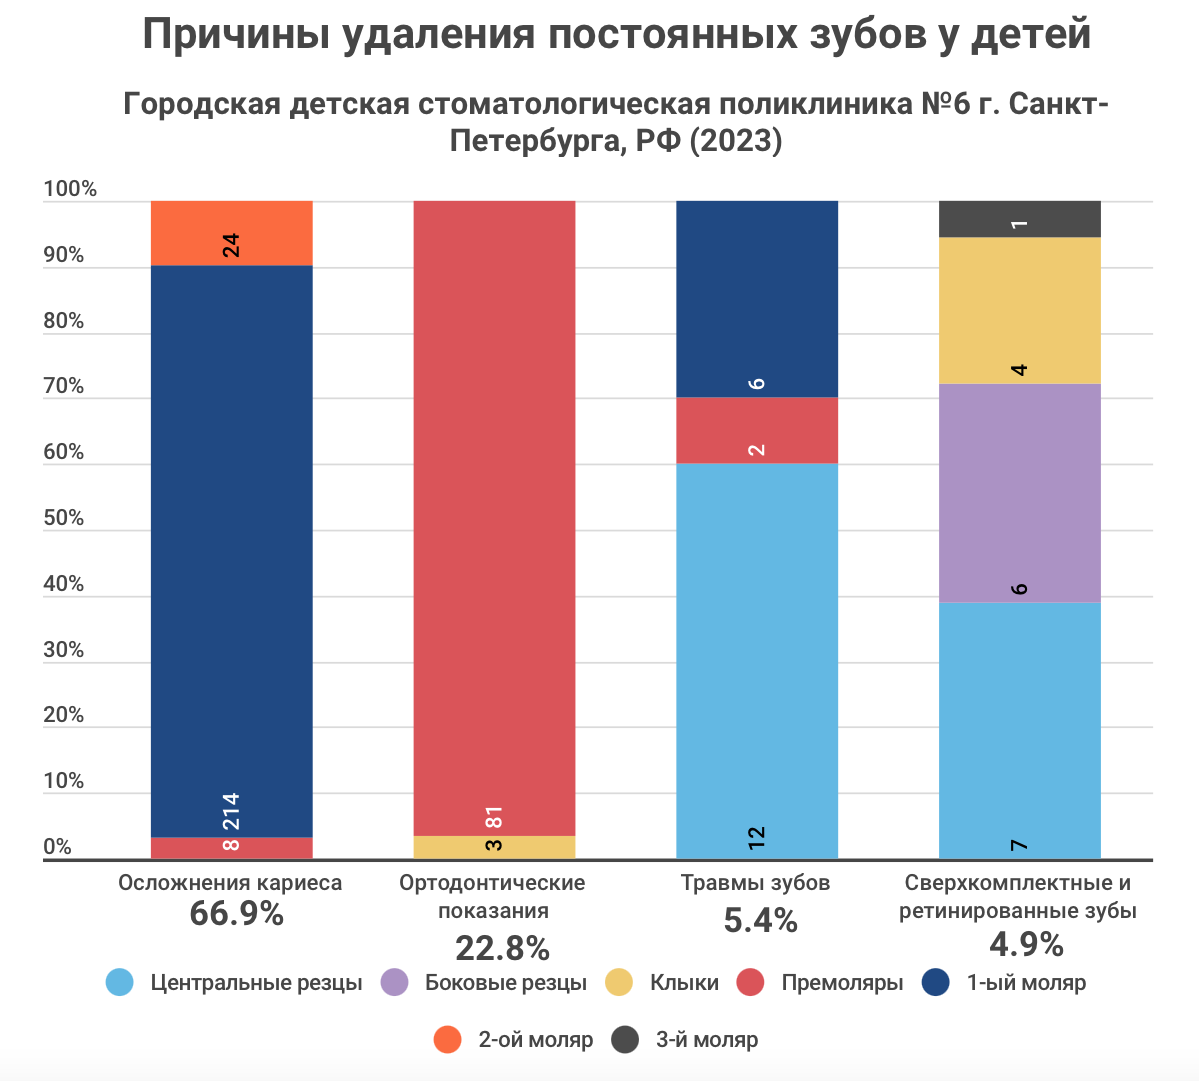 Причины удаления постоянных зубов у детей
Городская детская стоматологическая поликлиника №6 г. Санкт-
Петербурга, РФ (2023)
100%
90%
80%
70%
60%
50%
40%
30%
20%
10%
0%
24
214
8
81
3
6
2
12
1
4
6
7
Осложнения кариеса
66.9%
Ортодонтические
показания
22.8%
Травмы зубов
5.4%
Сверхкомплектные и
ретинированные зубы
4.9%
Центральные резцы
Боковые резцы
Клыки
Премоляры
1-ый моляр
2-ой моляр
3-й моляр